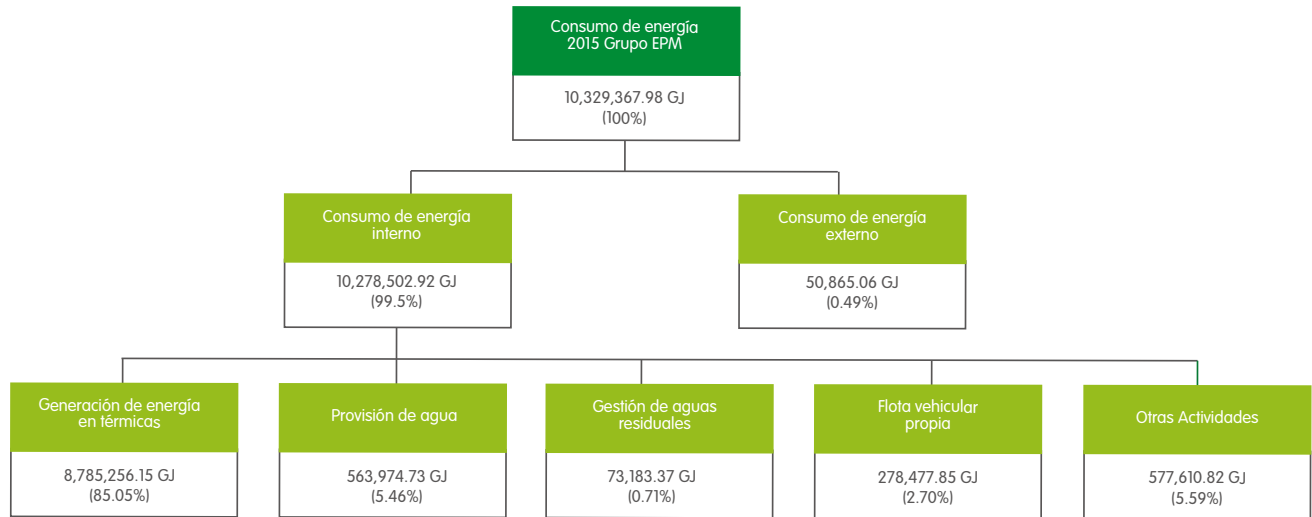 Consumo de energía
2015 Grupo EPM
10,329,367.98 GJ
(100%)
Consumo de energía
interno
10,278,502.92 GJ
(99.5%)
Consumo de energía
externo
50,865.06 GJ
(0.49%)
Generación de energía
en térmicas
8,785,256.15 GJ
(85.05%)
Provisión de agua
563,974.73 GJ
(5.46%)
Gestión de aguas
residuales
73,183.37 GJ
(0.71%)
Flota vehicular
propia
278,477.85 GJ
(2.70%)
Otras Actividades
577,610.82 GJ
(5.59%)